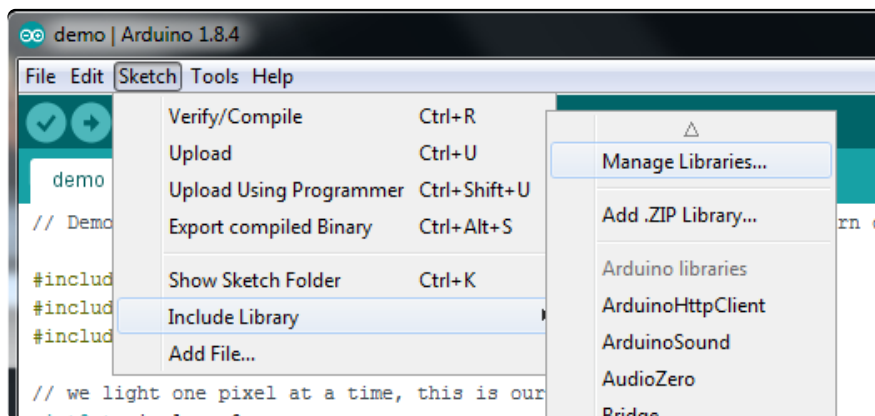 demo | Arduino 1.8.4
File Edit Sketch Tools Help
Verify/Compile Ctrl+R
Upload Ctrl+U
Upload Using Programmer Ctrl+Shift+U
Export compiled Binary Ctrl+Alt+S
Show Sketch Folder Ctrl+K
Include Library
Add File...
Manage Libraries...
Add .ZIP Library...
Arduino libraries
ArduinoHttpClient
ArduinoSound
AudioZero
Bridge
demo
// Demo
#includ
#includ
#includ
// we light one pixel at a time, this is our